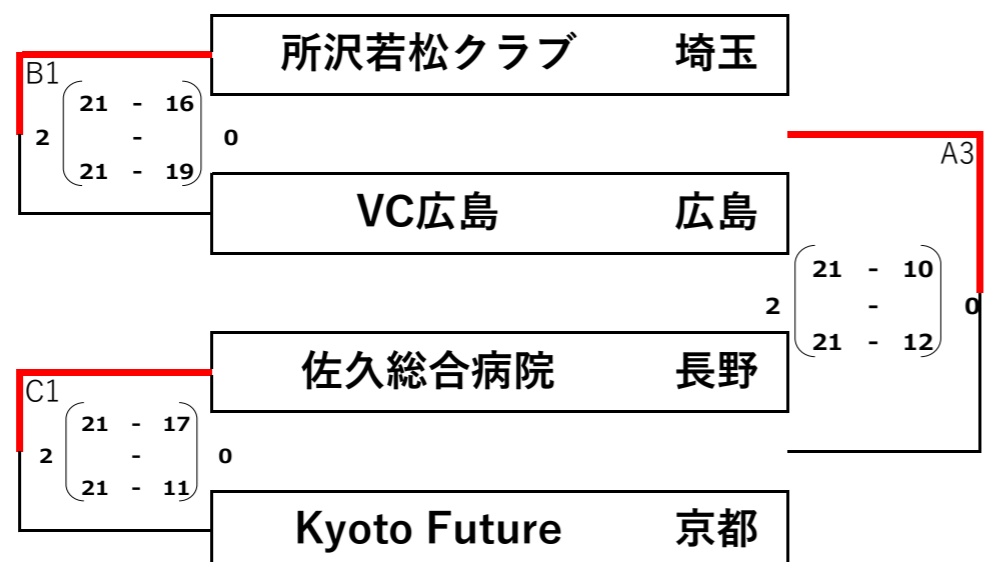 所沢若松クラブ 埼玉
B1
21 - 16
2 - 0
21 - 19
A3
VC広島 広島
21 - 10
2 - 0
21 - 12
佐久総合病院 長野
C1
21 - 17
2 - 0
21 - 11
Kyoto Future 京都